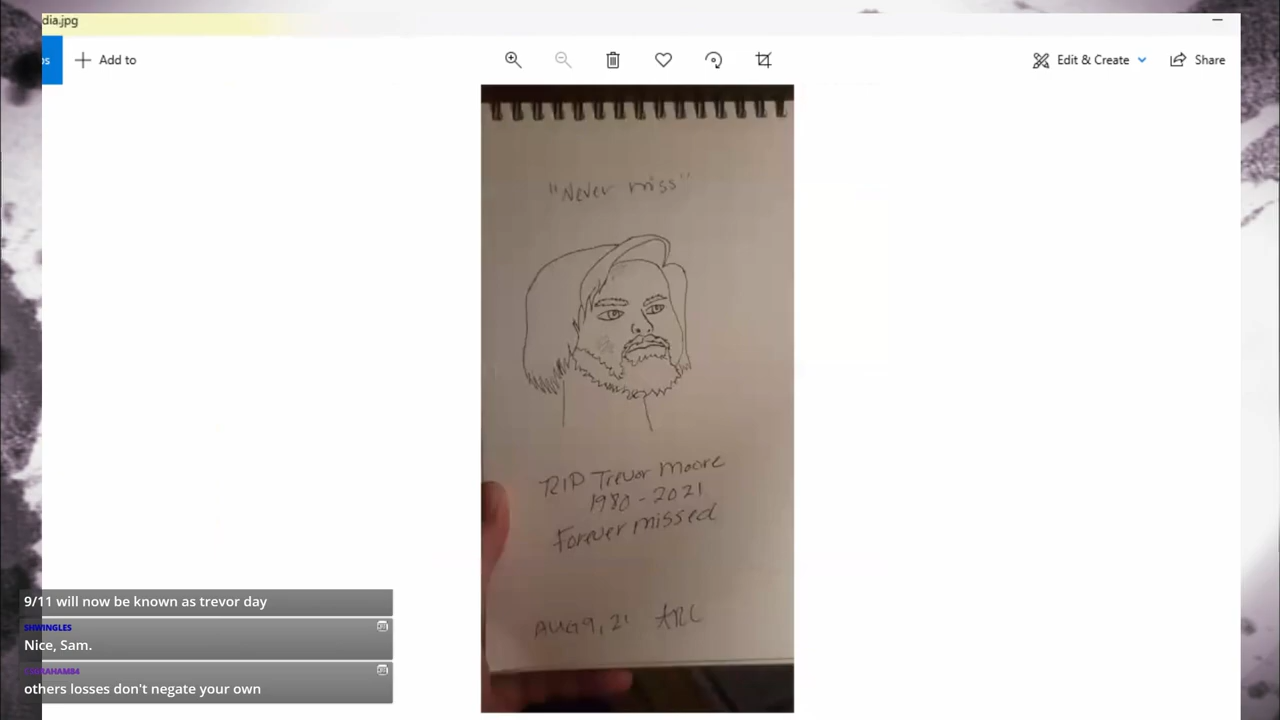 dia.jpg
Add to
Edit & Create
Share
"Never miss"
RIP Trevor Moore
1980 - 2021
Forever missed
AUG 9, 21 ARC
9/11 will now be known as trevor day
SHWINGLES
Nice, Sam.
others losses don't negate your own